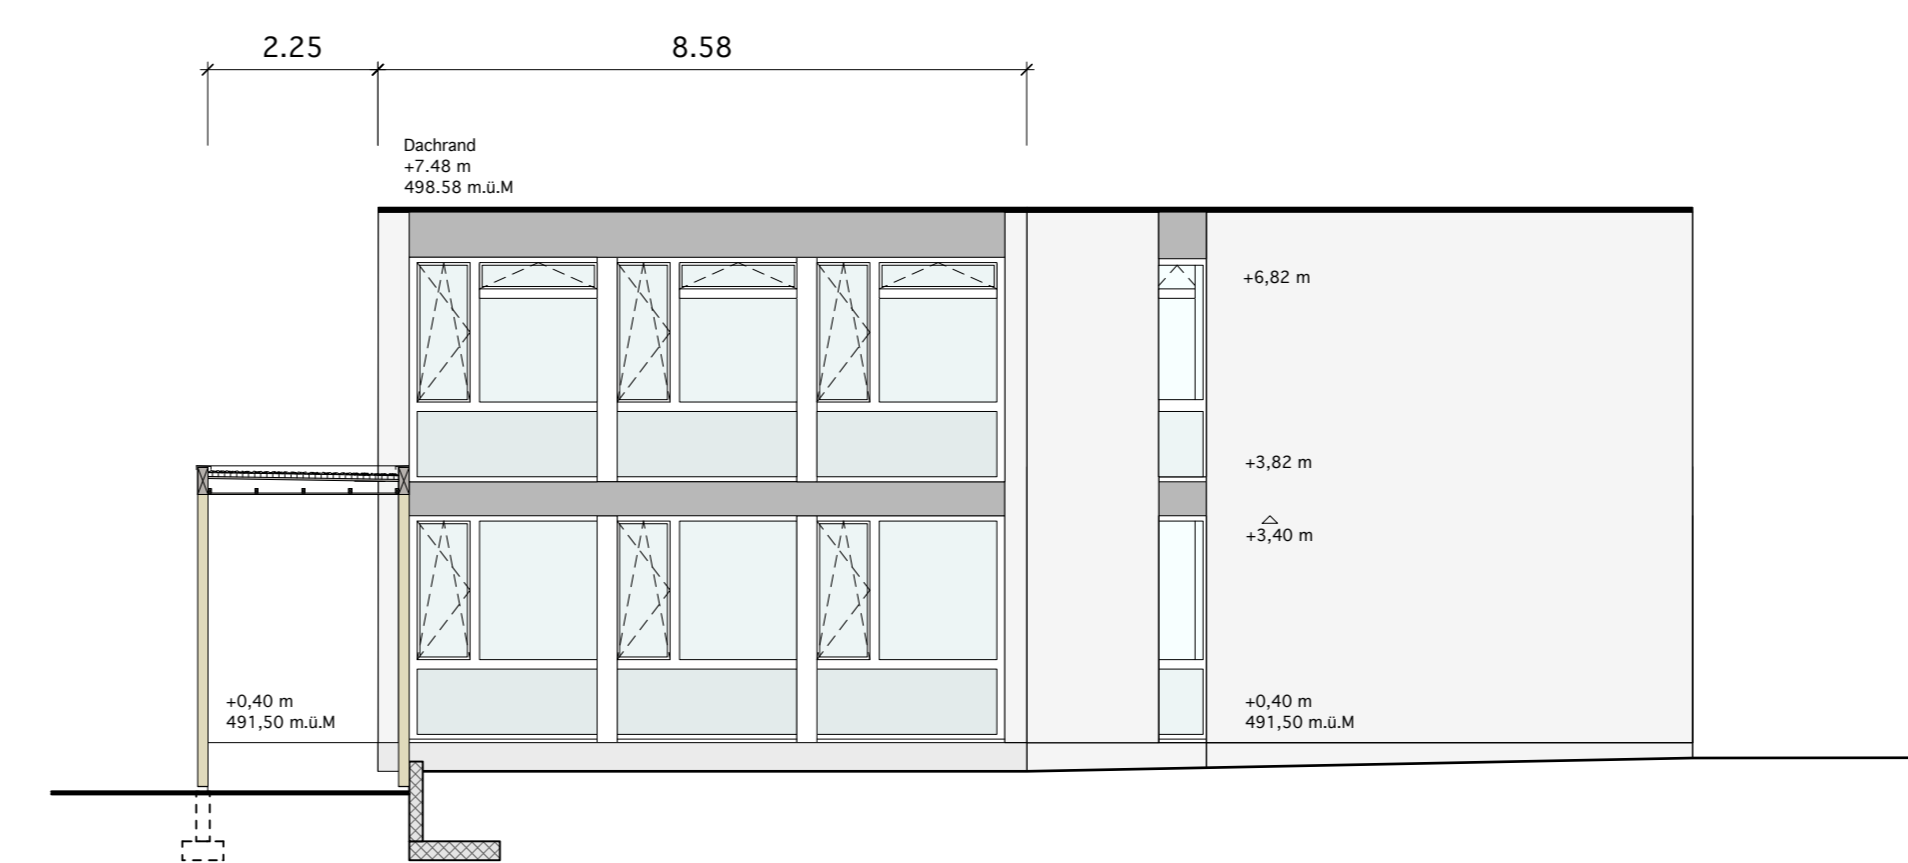 2.25
8.58
Dachrand
+7.48 m
498.58 m.ü.M
+6,82 m
+3,82 m
+3,40 m
+0,40 m
491,50 m.ü.M
+0,40 m
491,50 m.ü.M